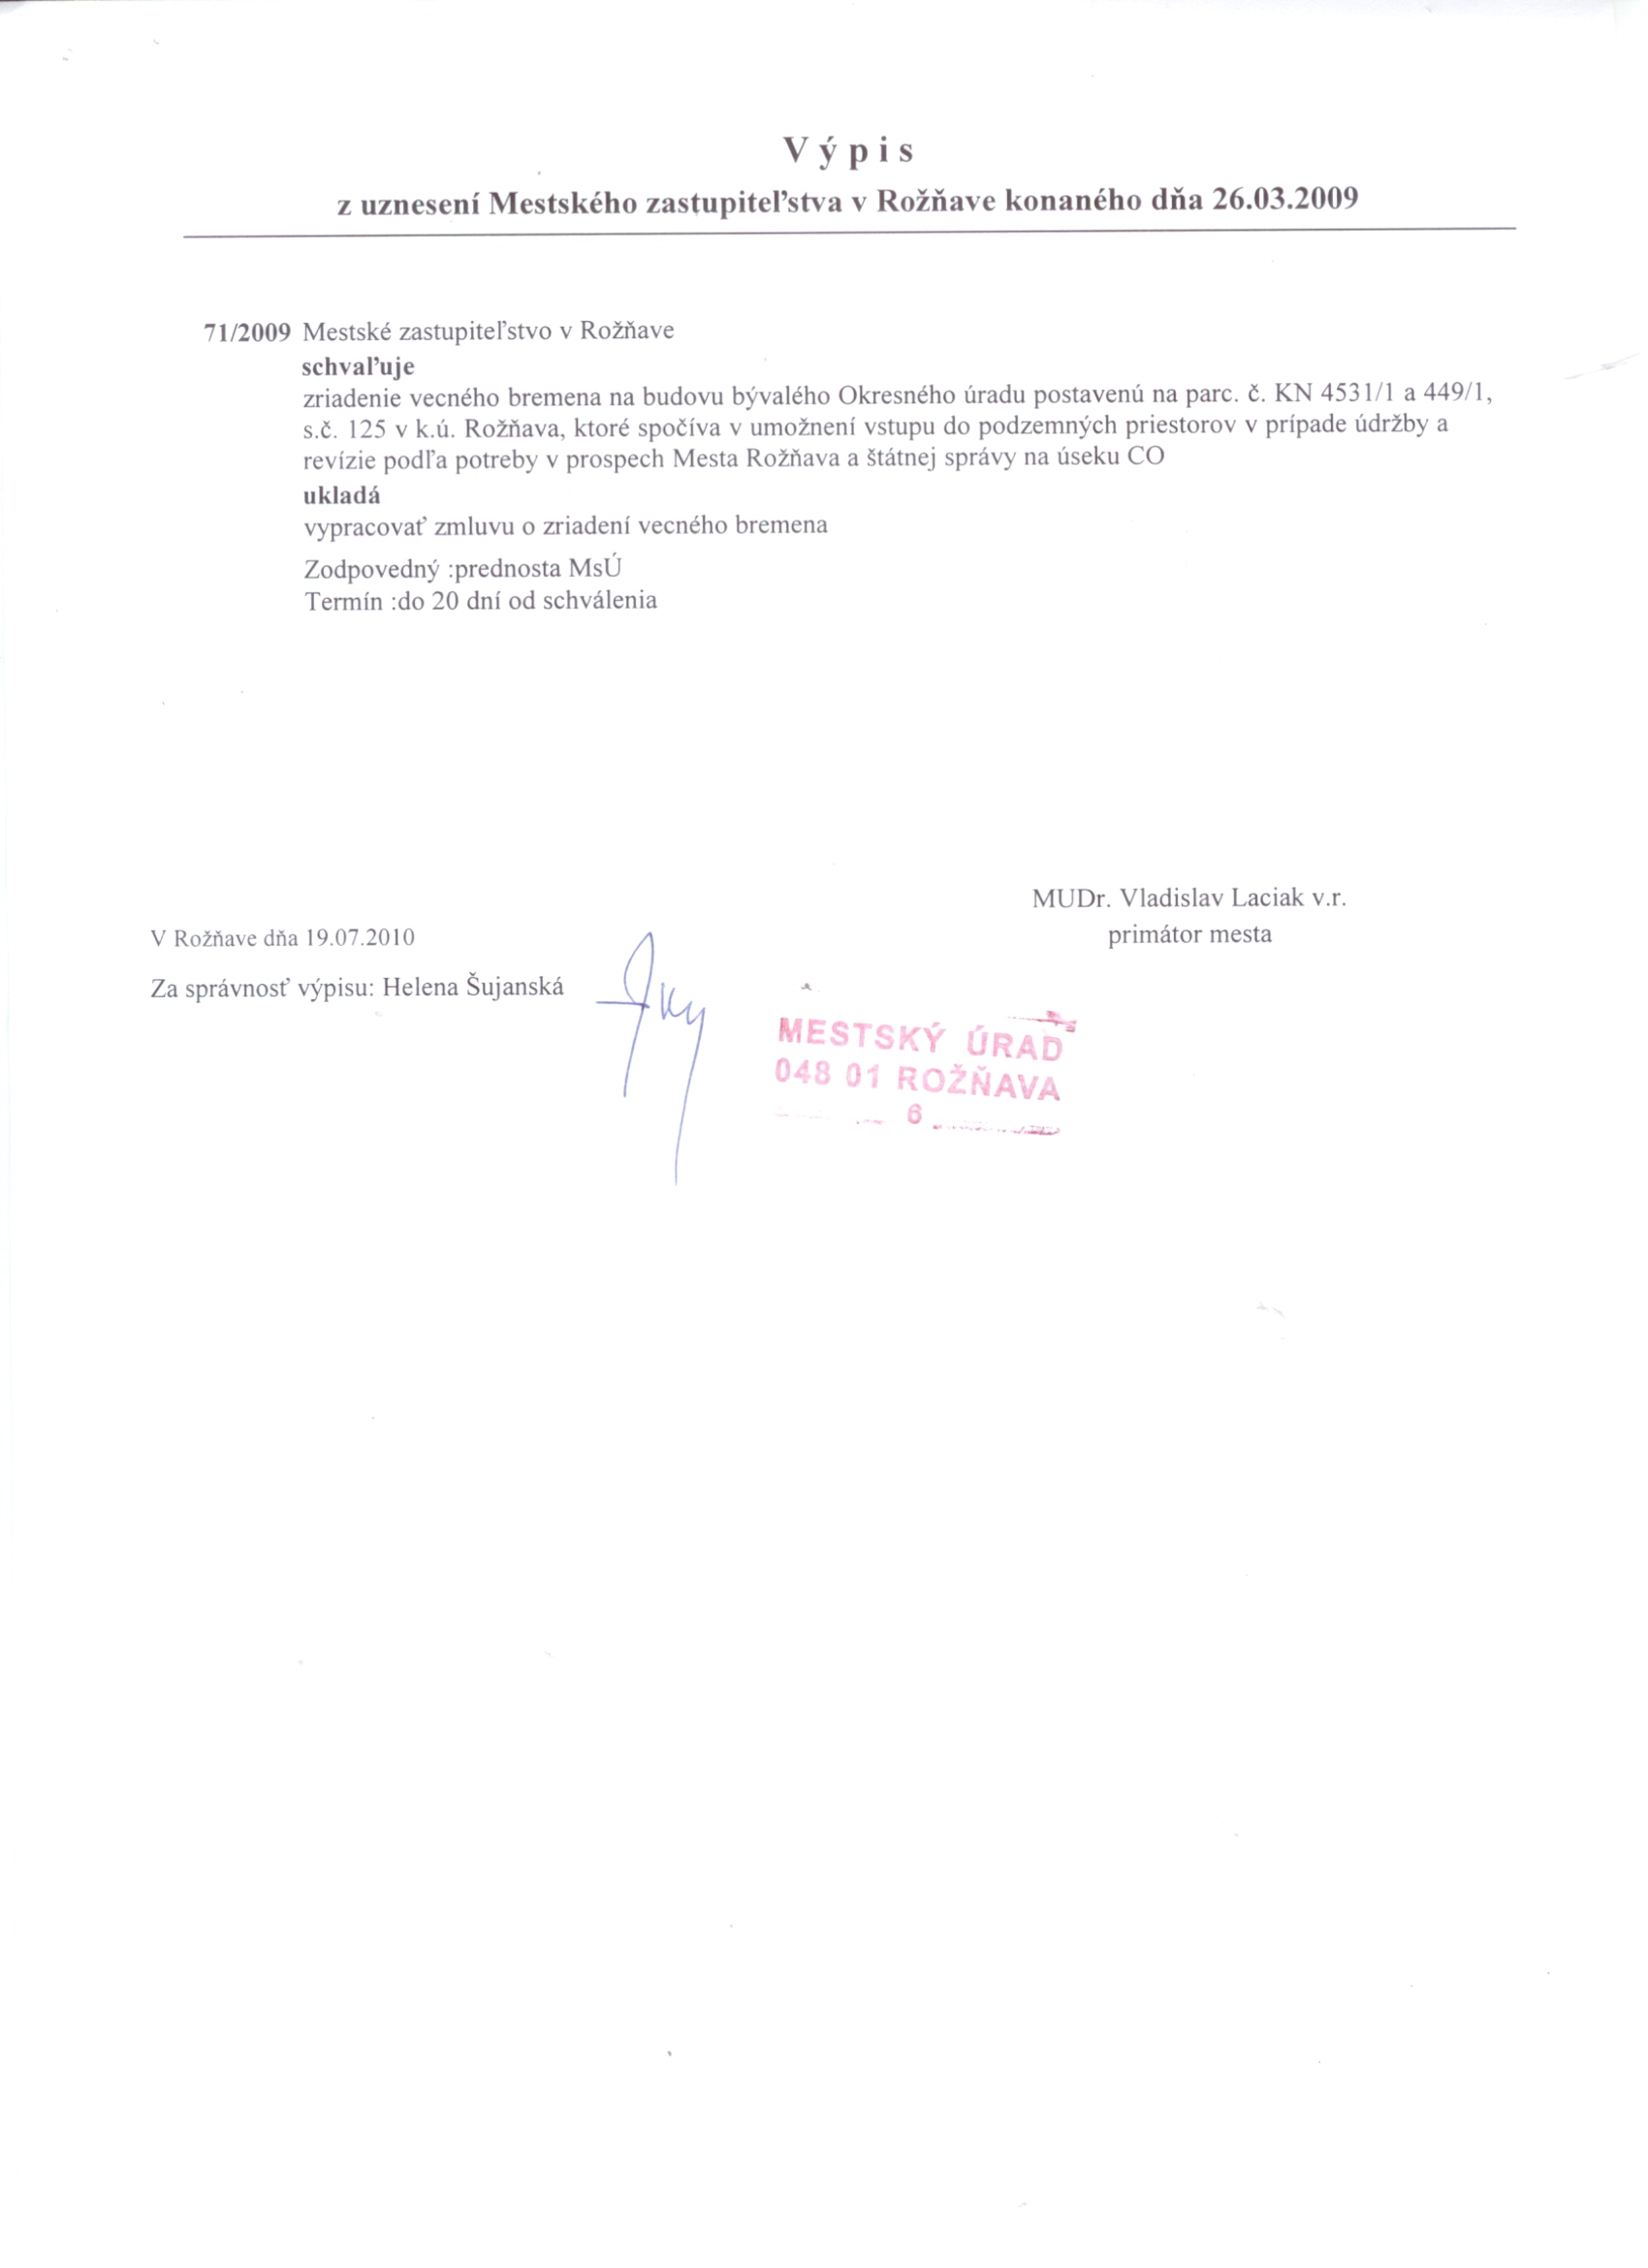 V ý p i s
z uznesení Mestského zastupiteľstva v Rožňave konaného dňa 26.03.2009
71/2009 Mestské zastupiteľstvo v Rožňave
schvaľuje
zriadenie vecného bremena na budovu bývalého Okresného úradu postavenú na parc. č. KN 4531/1 a 449/1,
s.č. 125 v k.ú. Rožňava, ktoré spočíva v umožnení vstupu do podzemných priestorov v prípade údržby a
revízie podľa potreby v prospech Mesta Rožňava a štátnej správy na úseku CO
ukladá
vypracovať zmluvu o zriadení vecného bremena
Zodpovedný :prednosta MsÚ
Termín :do 20 dní od schválenia
MUDr. Vladislav Laciak v.r.
primátor mesta
V Rožňave dňa 19.07.2010
Za správnosť výpisu: Helena Šujanská
MESTSKÝ ÚRAD
048 01 ROŽŇAVA
6